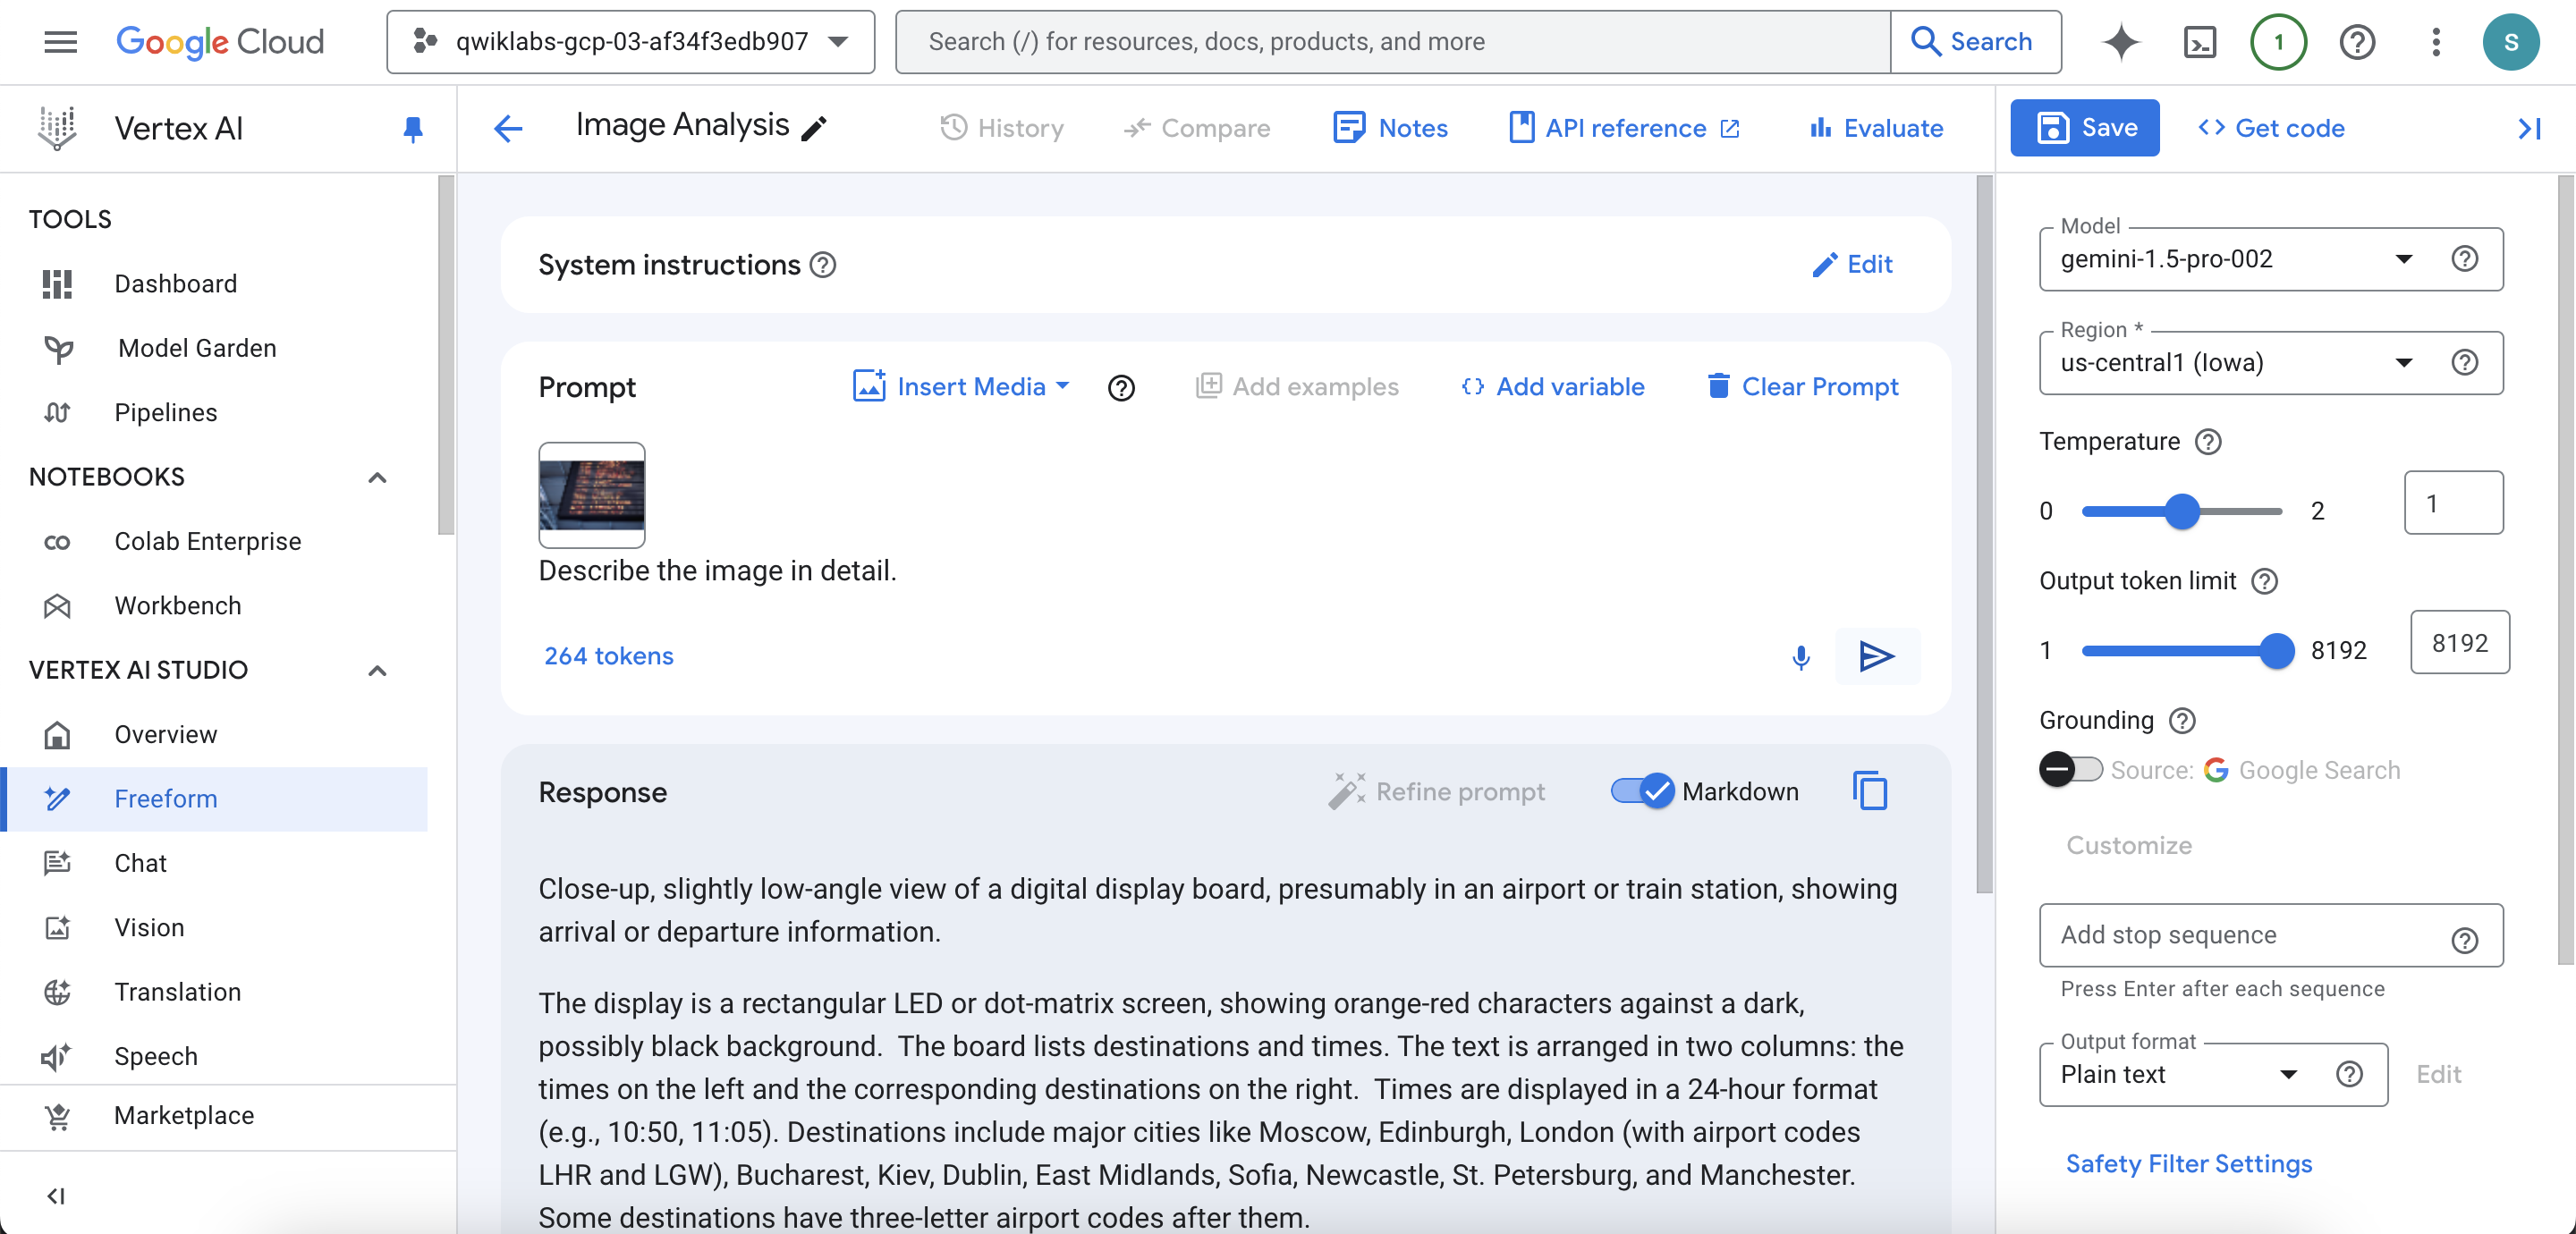 Google Cloud
qwiklabs-gcp-03-af34f3edb907
Search (/) for resources, docs, products, and more
Search
1
S
Vertex AI
Image Analysis
History
Compare
Notes
API reference
Evaluate
Save
Get code
TOOLS
Dashboard
Model Garden
Pipelines
NOTEBOOKS
Colab Enterprise
Workbench
VERTEX AI STUDIO
Overview
Freeform
Chat
Vision
Translation
Speech
Marketplace
System instructions
Edit
Prompt
Insert Media
Add examples
Add variable
Clear Prompt
Describe the image in detail.
264 tokens
Response
Refine prompt
Markdown
Close-up, slightly low-angle view of a digital display board, presumably in an airport or train station, showing
arrival or departure information.
The display is a rectangular LED or dot-matrix screen, showing orange-red characters against a dark,
possibly black background.  The board lists destinations and times. The text is arranged in two columns: the
times on the left and the corresponding destinations on the right.  Times are displayed in a 24-hour format
(e.g., 10:50, 11:05). Destinations include major cities like Moscow, Edinburgh, London (with airport codes
LHR and LGW), Bucharest, Kiev, Dublin, East Midlands, Sofia, Newcastle, St. Petersburg, and Manchester.
Some destinations have three-letter airport codes after them.
Model
gemini-1.5-pro-002
Region *
us-central1 (Iowa)
Temperature
0
2
1
Output token limit
1
8192
8192
Grounding
Source:
Google Search
Customize
Add stop sequence
Press Enter after each sequence
Output format
Plain text
Edit
Safety Filter Settings